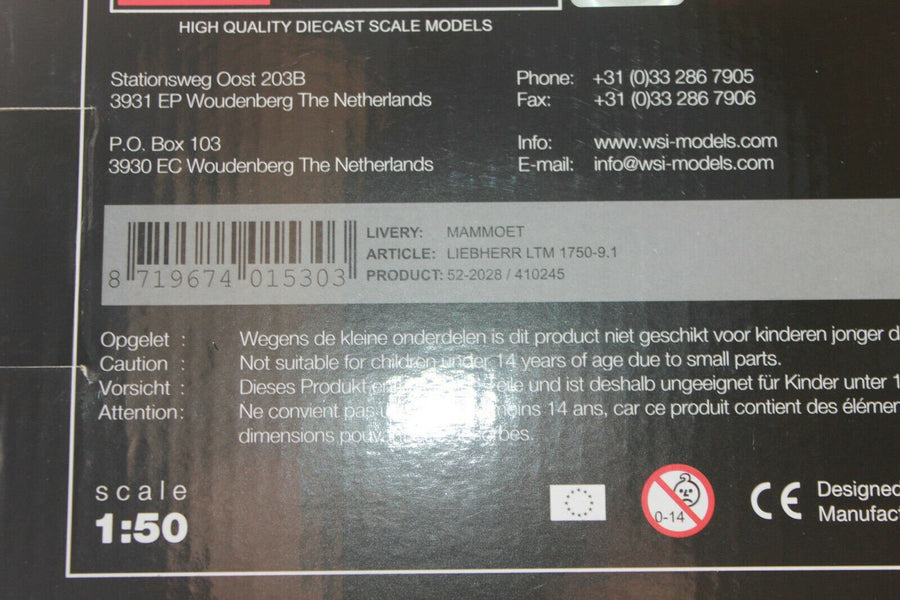 HIGH QUALITY DIECAST SCALE MODELS
Stationsweg Oost 203B
3931 EP Woudenberg The Netherlands
P.O. Box 103
3930 EC Woudenberg The Netherlands
Phone: +31 (0)33 286 7905
Fax: +31 (0)33 286 7906
Info: www.wsi-models.com
E-mail: info@wsi-models.com
8 719674 015303
LIVERY: MAMMOET
ARTICLE: LIEBHERR LTM 1750-9.1
PRODUCT: 52-2028 / 410245
Opgelet : Wegens de kleine onderdelen is dit product niet geschikt voor kinderen jonger d
Caution : Not suitable for children under 14 years of age due to small parts.
Vorsicht : Dieses Produkt und ist deshalb ungeeignet für Kinder unter 1
Attention: Ne convient pas moins 14 ans, car ce produit contient des élémen
dimensions
scale
1:50
0-14
CE
Designed
Manufac